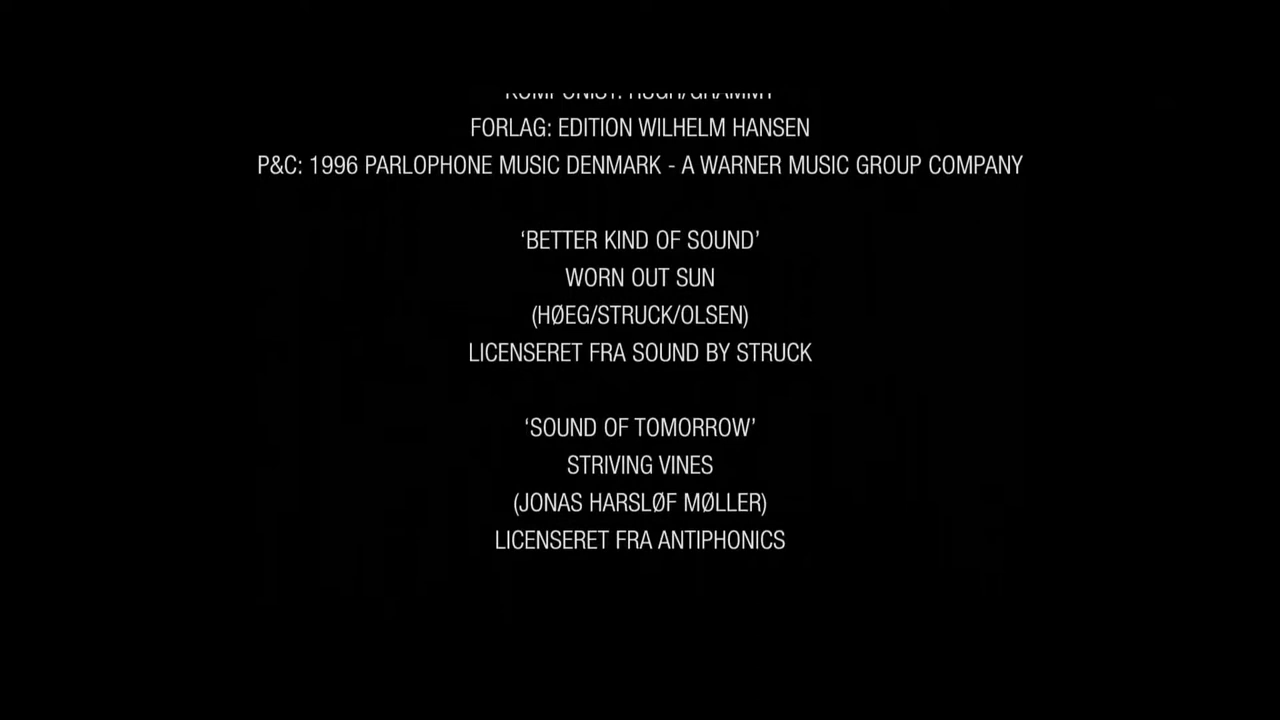 KOMPONIST:
FORLAG: EDITION WILHELM HANSEN
P&C: 1996 PARLOPHONE MUSIC DENMARK - A WARNER MUSIC GROUP COMPANY
‘BETTER KIND OF SOUND’
WORN OUT SUN
(HØEG/STRUCK/OLSEN)
LICENSERET FRA SOUND BY STRUCK
‘SOUND OF TOMORROW’
STRIVING VINES
(JONAS HARSLØF MØLLER)
LICENSERET FRA ANTIPHONICS